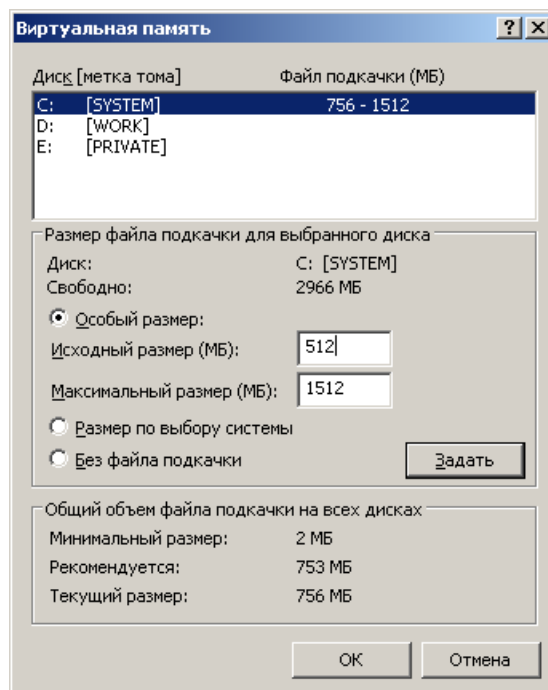 Виртуальная память
Диск [метка тома] Файл подкачки (МБ)
C: [SYSTEM] 756 - 1512
D: [WORK]
E: [PRIVATE]
Размер файла подкачки для выбранного диска
Диск: C: [SYSTEM]
Свободно: 2966 МБ
Особый размер:
Исходный размер (МБ): 512
Максимальный размер (МБ): 1512
Размер по выбору системы
Без файла подкачки Задать
Общий объем файла подкачки на всех дисках
Минимальный размер: 2 МБ
Рекомендуется: 753 МБ
Текущий размер: 756 МБ
ОК Отмена